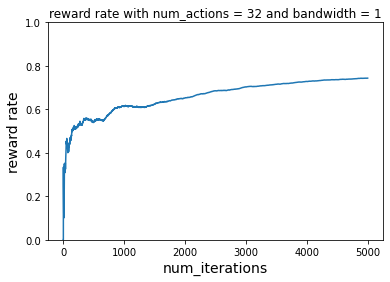 reward rate with num_actions = 32 and bandwidth = 1
1.0
0.8
0.6
0.4
0.2
0.0
reward rate
0 1000 2000 3000 4000 5000
num_iterations